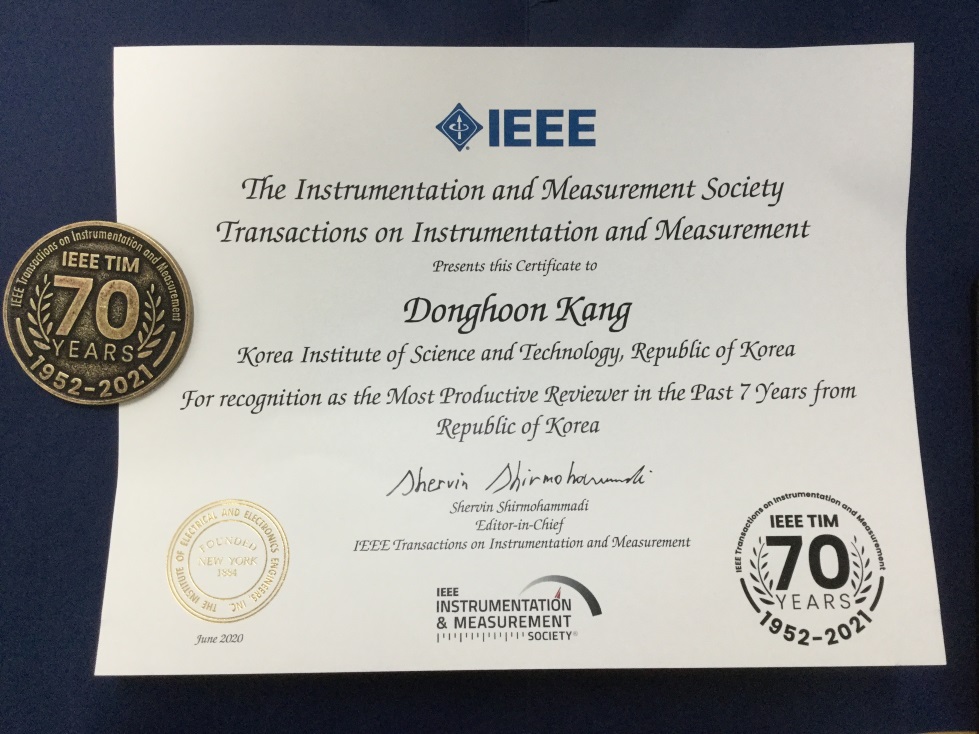 IEEE
The Instrumentation and Measurement Society
Transactions on Instrumentation and Measurement
Presents this Certificate to
Donghoon Kang
Korea Institute of Science and Technology, Republic of Korea
For recognition as the Most Productive Reviewer in the Past 7 Years from
Republic of Korea
Shervin Shirmohammadi
Shervin Shirmohammadi
Editor-in-Chief
IEEE Transactions on Instrumentation and Measurement
IEEE Transactions on Instrumentation and Measurement
IEEE TIM
70
YEARS
1952-2021
THE INSTITUTE OF ELECTRICAL AND ELECTRONICS ENGINEERS, INC.
FOUNDED
NEW YORK
1884
June 2020
IEEE
INSTRUMENTATION
& MEASUREMENT
SOCIETY®
IEEE Transactions on Instrumentation and Measurement
IEEE TIM
70
YEARS
1952-2021